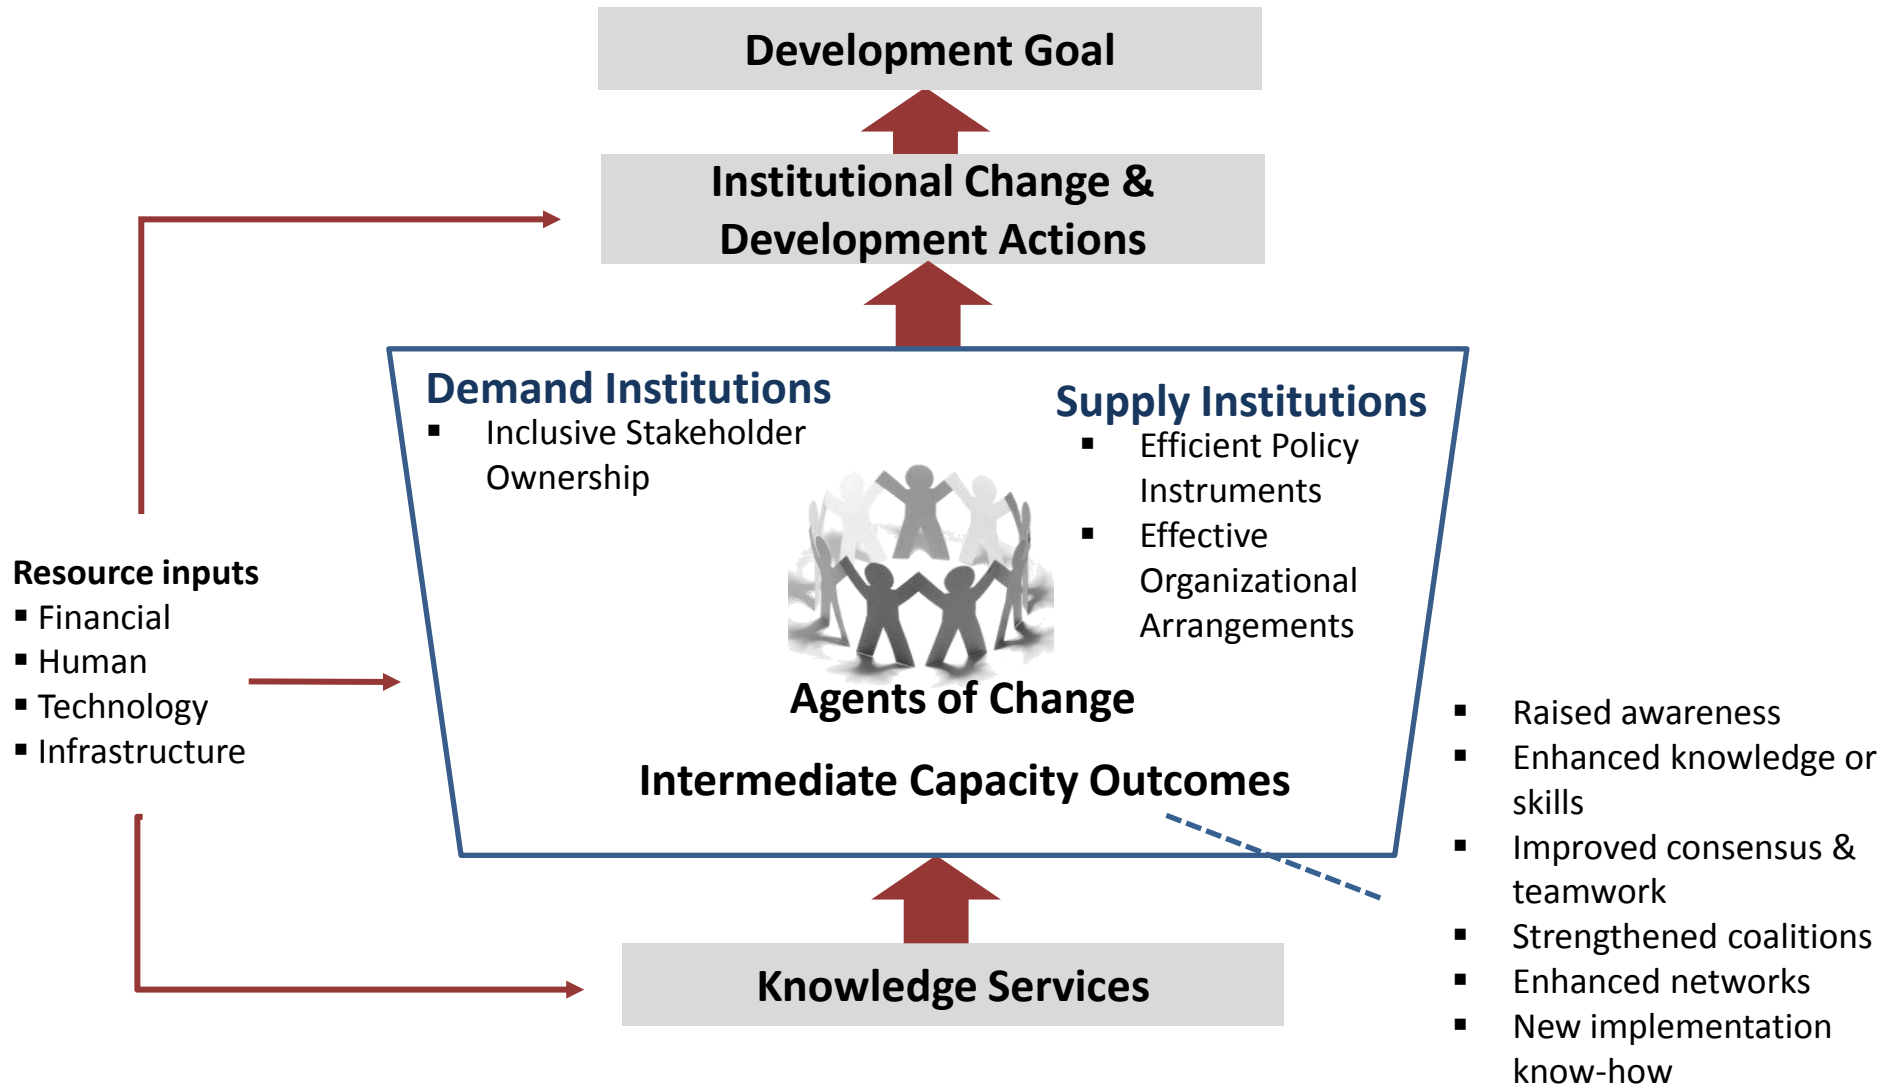 Development Goal
Institutional Change &
Development Actions
Demand Institutions
▪ Inclusive Stakeholder
Ownership
Supply Institutions
▪ Efficient Policy
Instruments
▪ Effective
Organizational
Arrangements
Resource inputs
▪ Financial
▪ Human
▪ Technology
▪ Infrastructure
Agents of Change
Intermediate Capacity Outcomes
▪ Raised awareness
▪ Enhanced knowledge or
skills
▪ Improved consensus &
teamwork
▪ Strengthened coalitions
▪ Enhanced networks
▪ New implementation
know-how
Knowledge Services